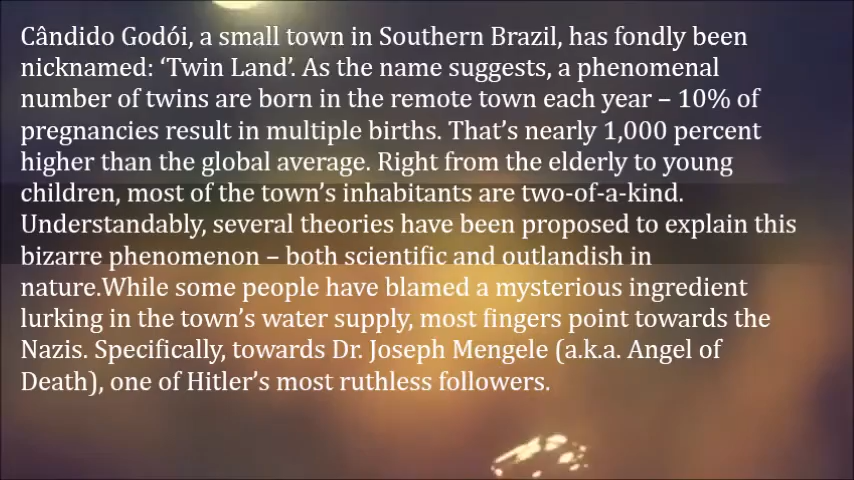 Cândido Godói, a small town in Southern Brazil, has fondly been
nicknamed: ‘Twin Land’. As the name suggests, a phenomenal
number of twins are born in the remote town each year – 10% of
pregnancies result in multiple births. That’s nearly 1,000 percent
higher than the global average. Right from the elderly to young
children, most of the town’s inhabitants are two-of-a-kind.
Understandably, several theories have been proposed to explain this
bizarre phenomenon – both scientific and outlandish in
nature.While some people have blamed a mysterious ingredient
lurking in the town’s water supply, most fingers point towards the
Nazis. Specifically, towards Dr. Joseph Mengele (a.k.a. Angel of
Death), one of Hitler’s most ruthless followers.